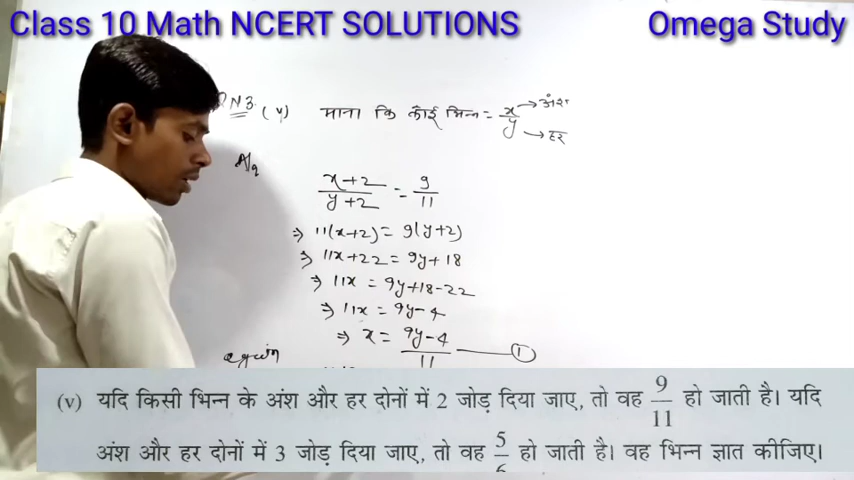 Class 10 Math NCERT SOLUTIONS Omega Study
N3. (v) माना कि कोई भिन्न = x/y → अंश
→ हर
A/q
x+2/y+2 = 9/11
⇒ 11(x+2) = 9(y+2)
⇒ 11x+22 = 9y+18
⇒ 11x = 9y+18-22
⇒ 11x = 9y-4
⇒ x = 9y-4/11 ——— ①
again
(v) यदि किसी भिन्न के अंश और हर दोनों में 2 जोड़ दिया जाए, तो वह 9/11 हो जाती है। यदि
अंश और हर दोनों में 3 जोड़ दिया जाए, तो वह 5/6 हो जाती है। वह भिन्न ज्ञात कीजिए।